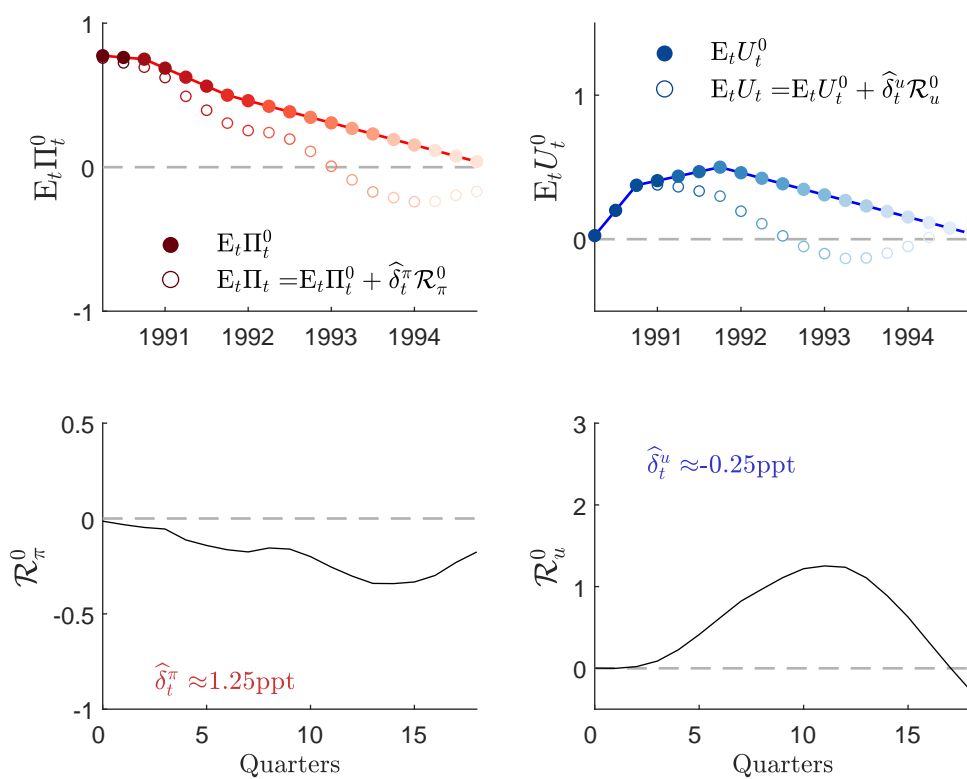 1
0
-1
E_tΠ_t^0
E_tΠ_t^0
E_tΠ_t =E_tΠ_t^0 + δ̂_t^π R_π^0
1991 1992 1993 1994
1
0
E_tU_t^0
E_tU_t^0
E_tU_t =E_tU_t^0 + δ̂_t^u R_u^0
1991 1992 1993 1994
0.5
0
-0.5
-1
R_π^0
δ̂_t^π ≈1.25ppt
0 5 10 15
Quarters
3
2
1
0
R_u^0
δ̂_t^u ≈-0.25ppt
0 5 10 15
Quarters